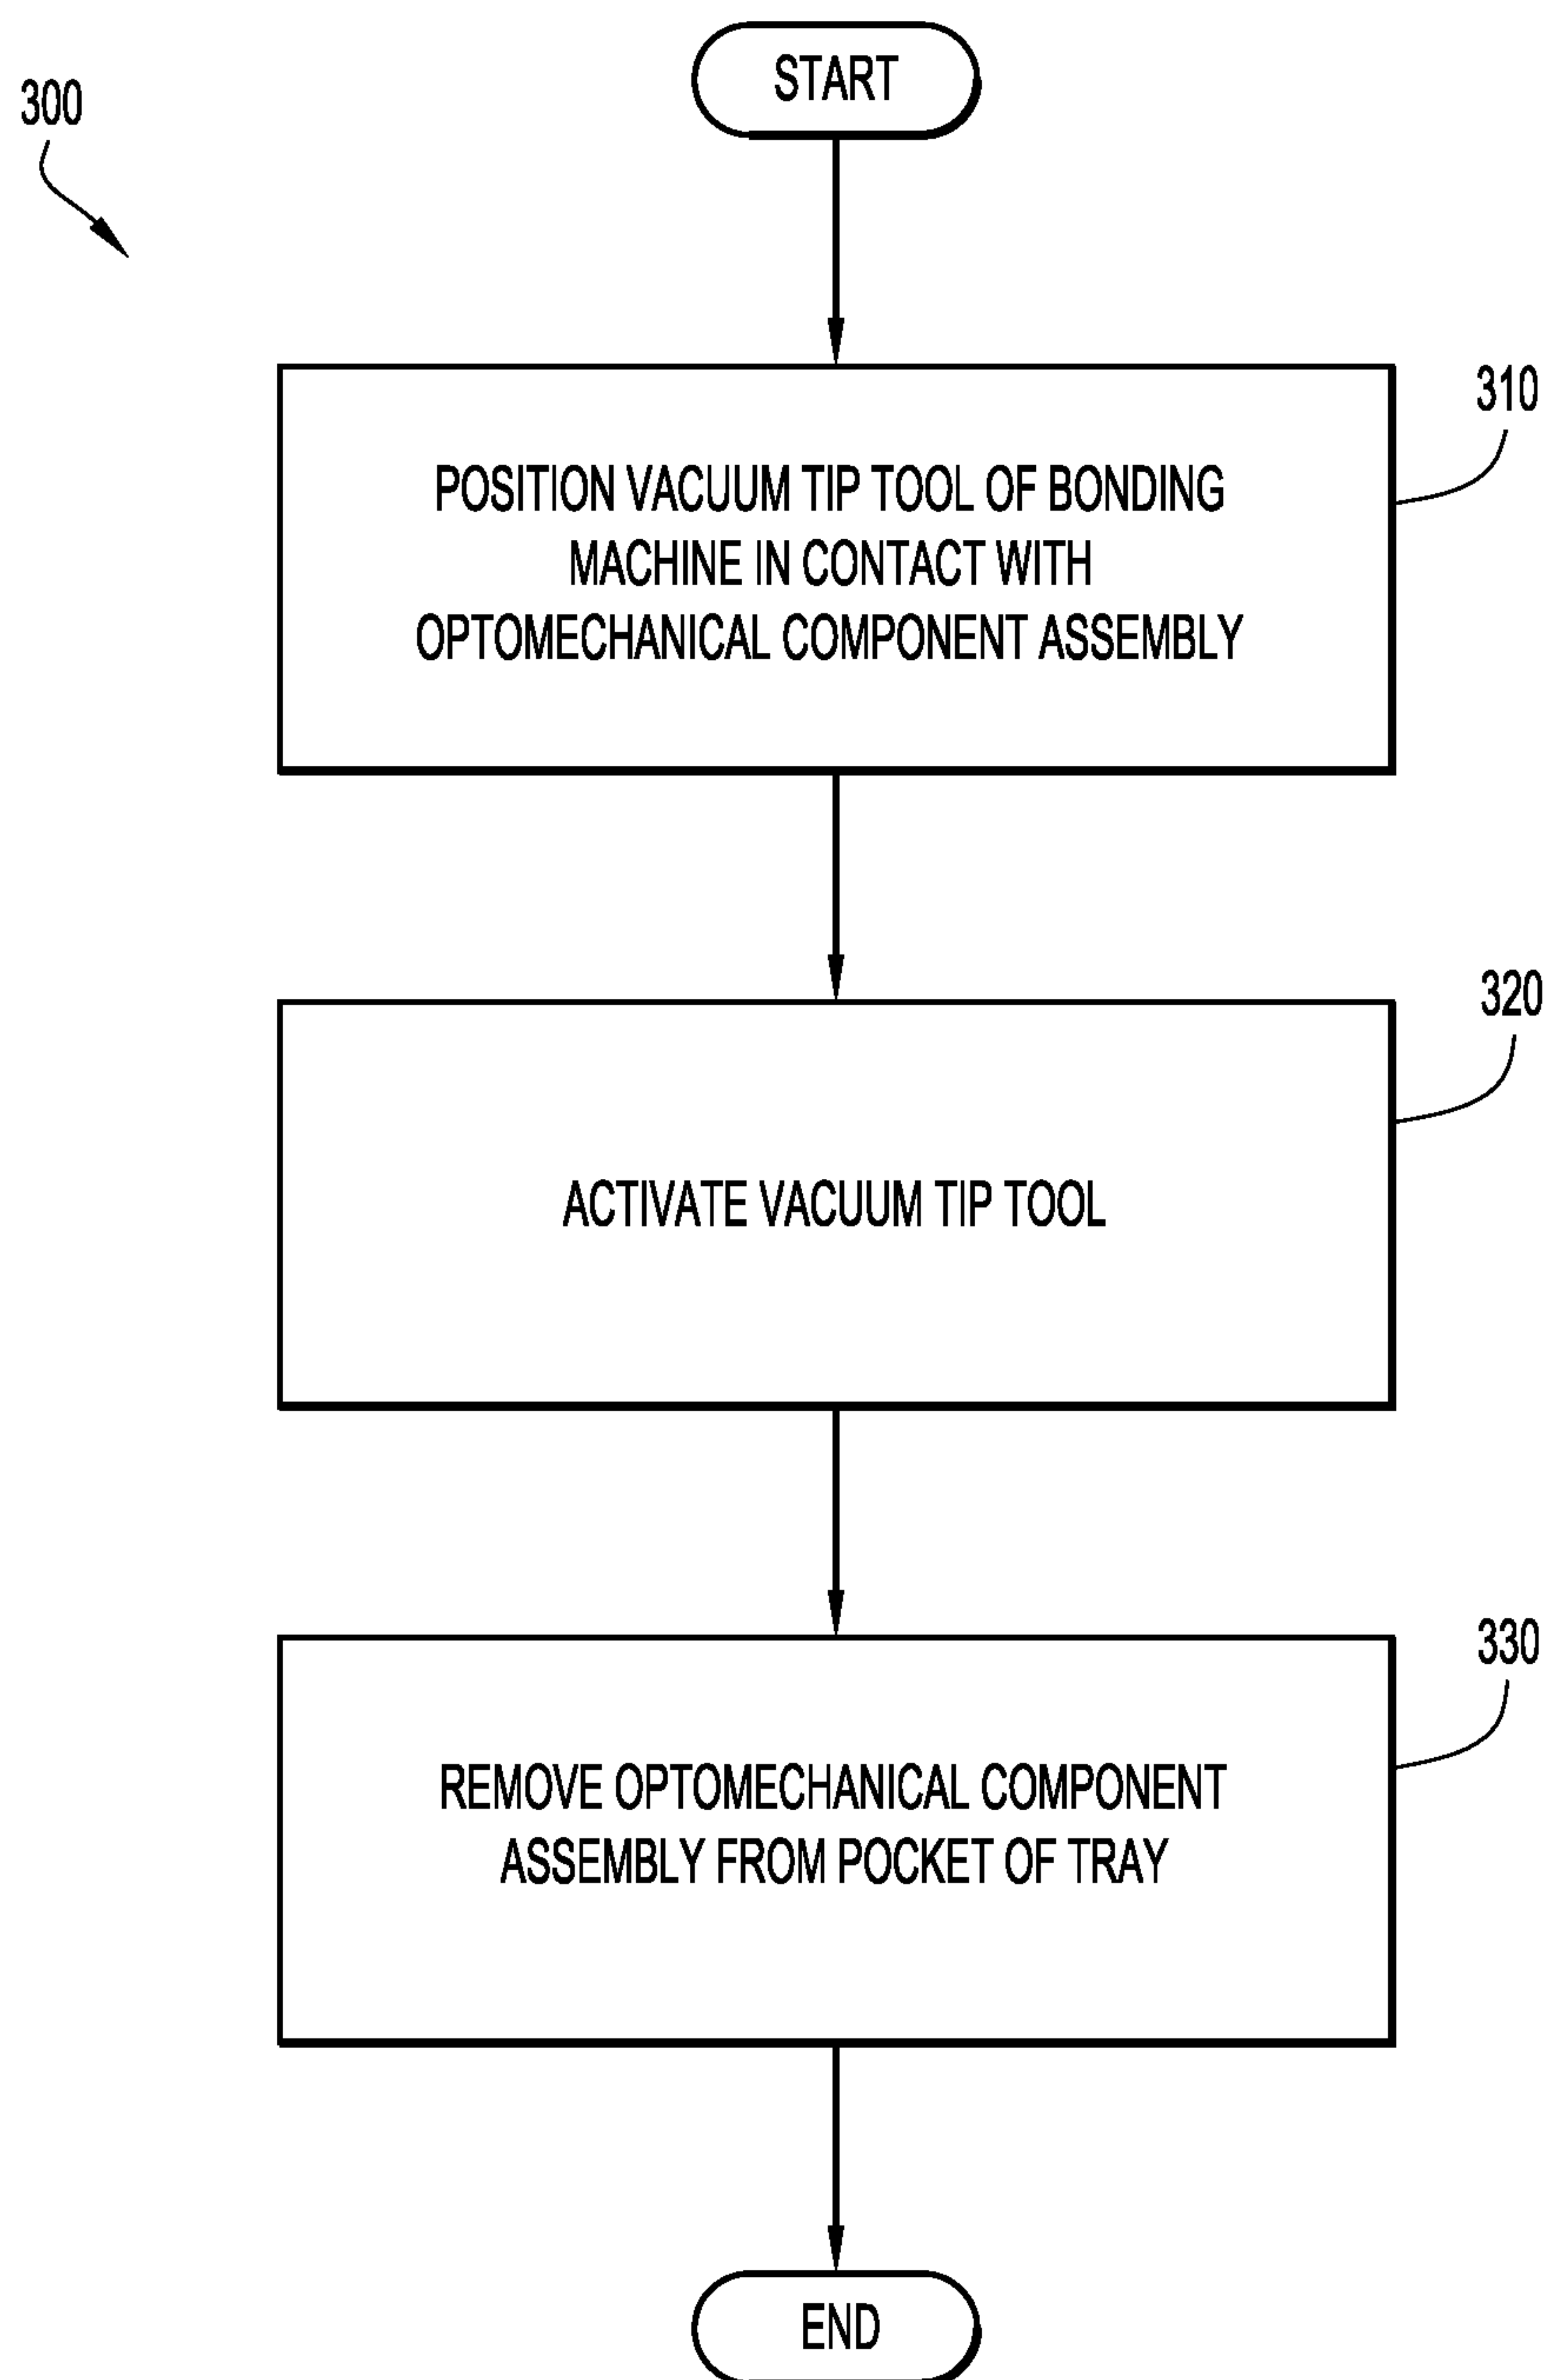 START
300
310
POSITION VACUUM TIP TOOL OF BONDING
MACHINE IN CONTACT WITH
OPTOMECHANICAL COMPONENT ASSEMBLY
320
ACTIVATE VACUUM TIP TOOL
330
REMOVE OPTOMECHANICAL COMPONENT
ASSEMBLY FROM POCKET OF TRAY
END